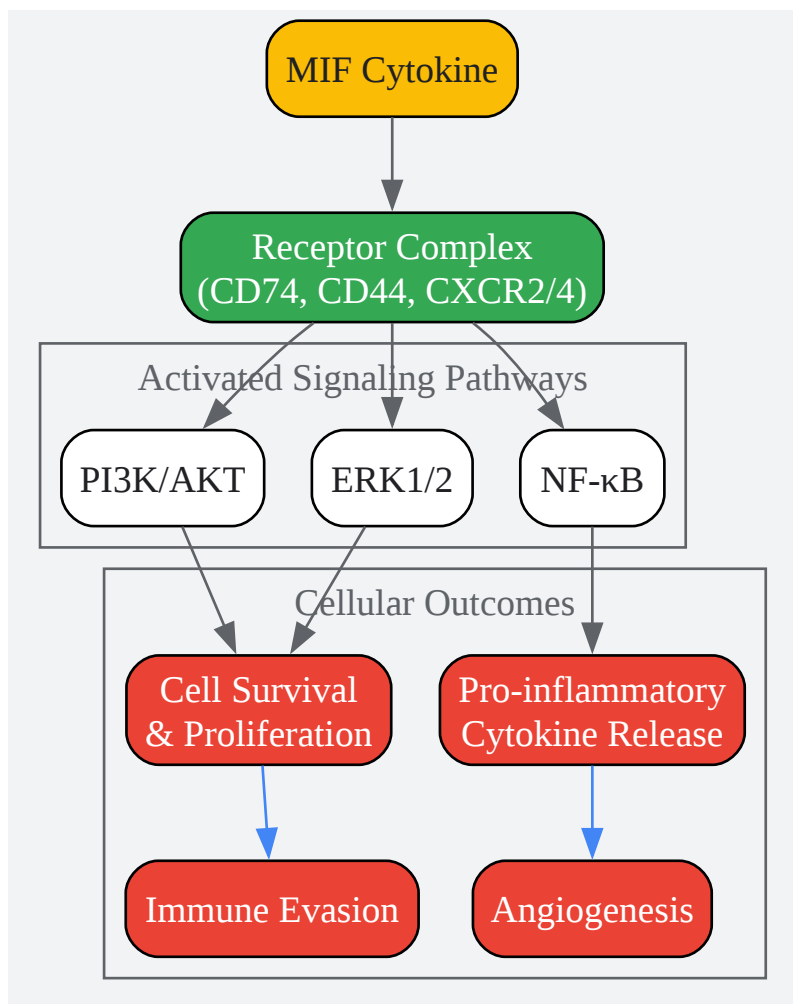 MIF Cytokine
Receptor Complex
(CD74, CD44, CXCR2/4)
Activated Signaling Pathways
PI3K/AKT
ERK1/2
NF-κB
Cellular Outcomes
Cell Survival
& Proliferation
Pro-inflammatory
Cytokine Release
Immune Evasion
Angiogenesis